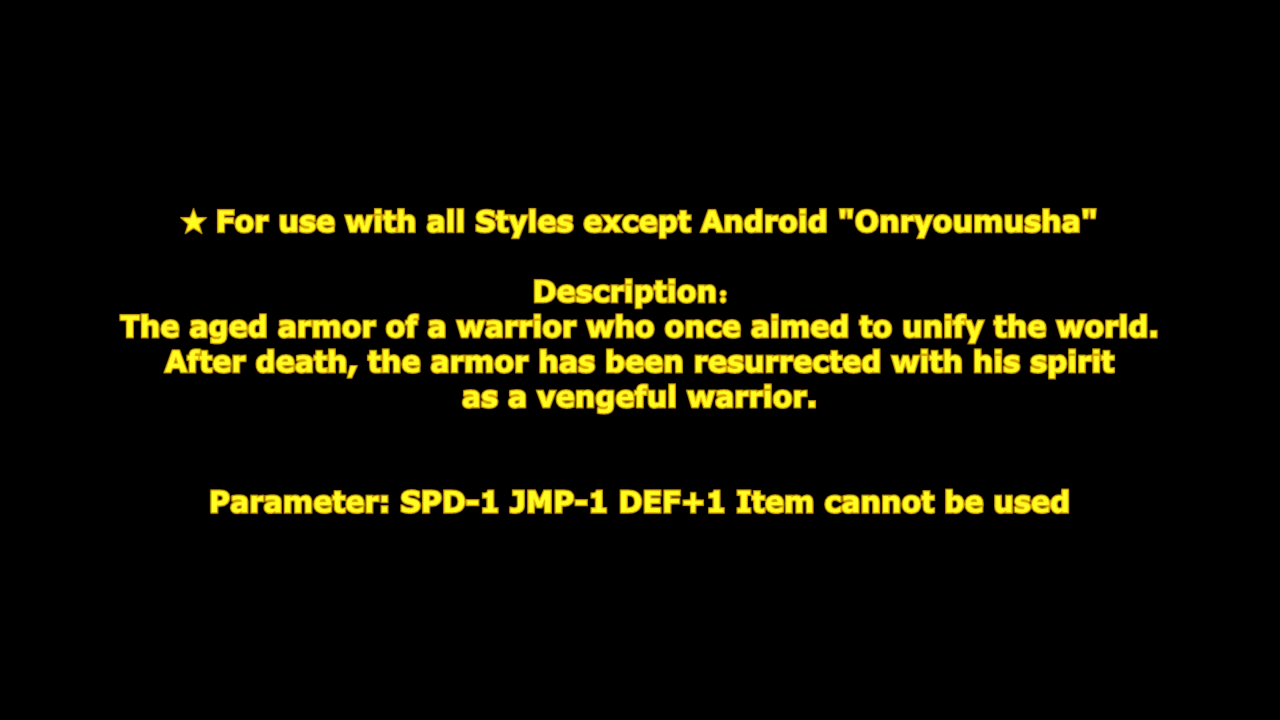 ★ For use with all Styles except Android "Onryoumusha"
Description：
The aged armor of a warrior who once aimed to unify the world.
After death, the armor has been resurrected with his spirit
as a vengeful warrior.
Parameter: SPD-1 JMP-1 DEF+1 Item cannot be used